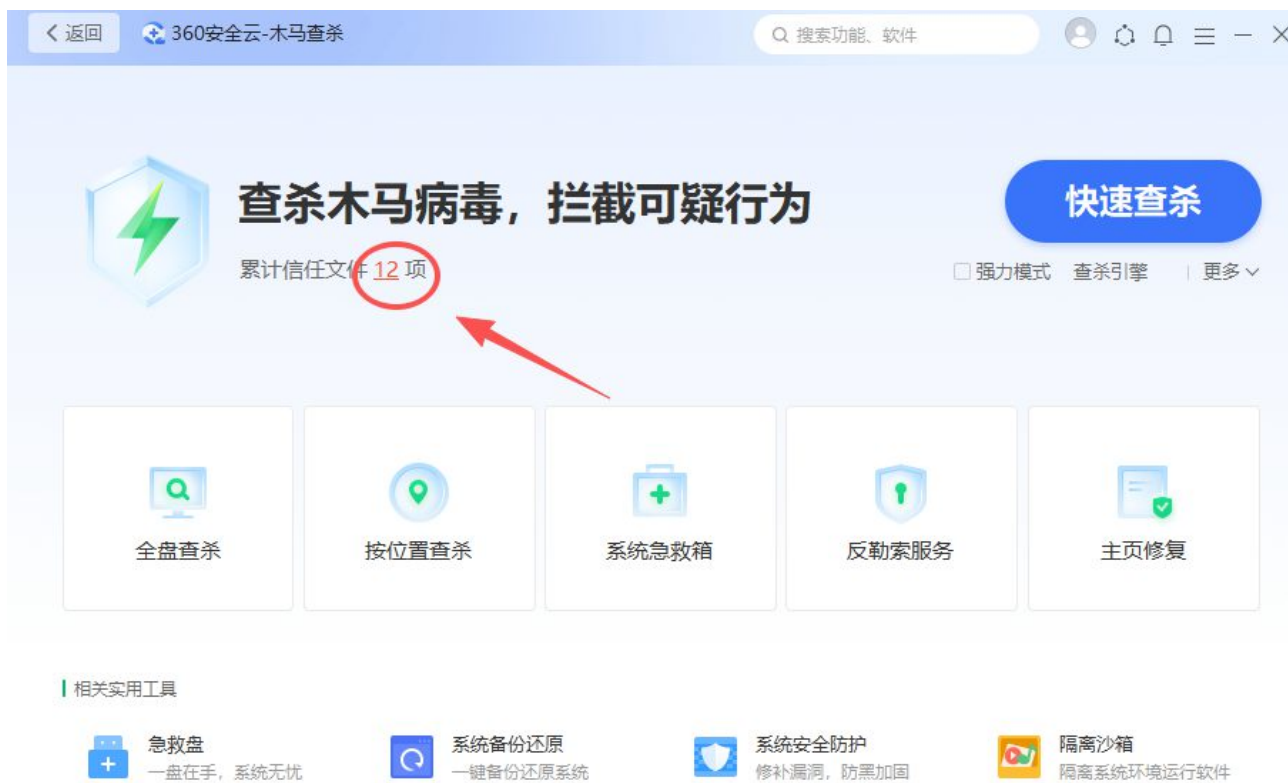 返回 360安全云-木马查杀 搜索功能、软件
查杀木马病毒，拦截可疑行为 快速查杀
累计信任文件 12 项 强力模式 查杀引擎 更多
全盘查杀 按位置查杀 系统急救箱 反勒索服务 主页修复
相关实用工具
急救盘 系统备份还原 系统安全防护 隔离沙箱
一盘在手，系统无忧 一键备份还原系统 修补漏洞，防黑加固 隔离系统环境运行软件